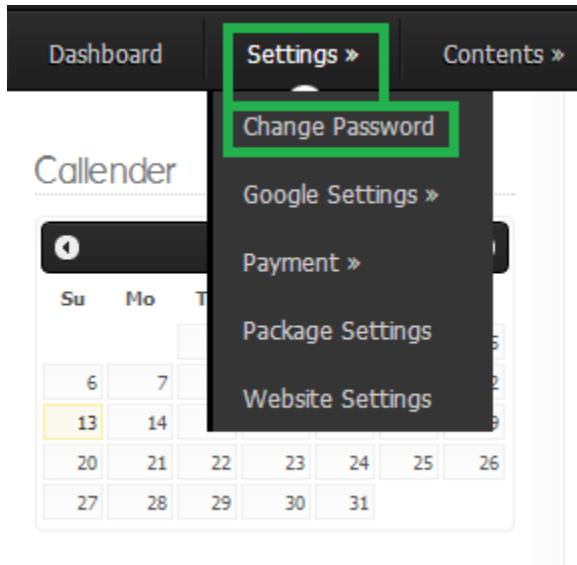 Dashboard Settings » Contents »
Change Password
Callender
Google Settings »
Payment »
Su Mo
Package Settings
6 7
Website Settings
13 14
20 21 22 23 24 25 26
27 28 29 30 31